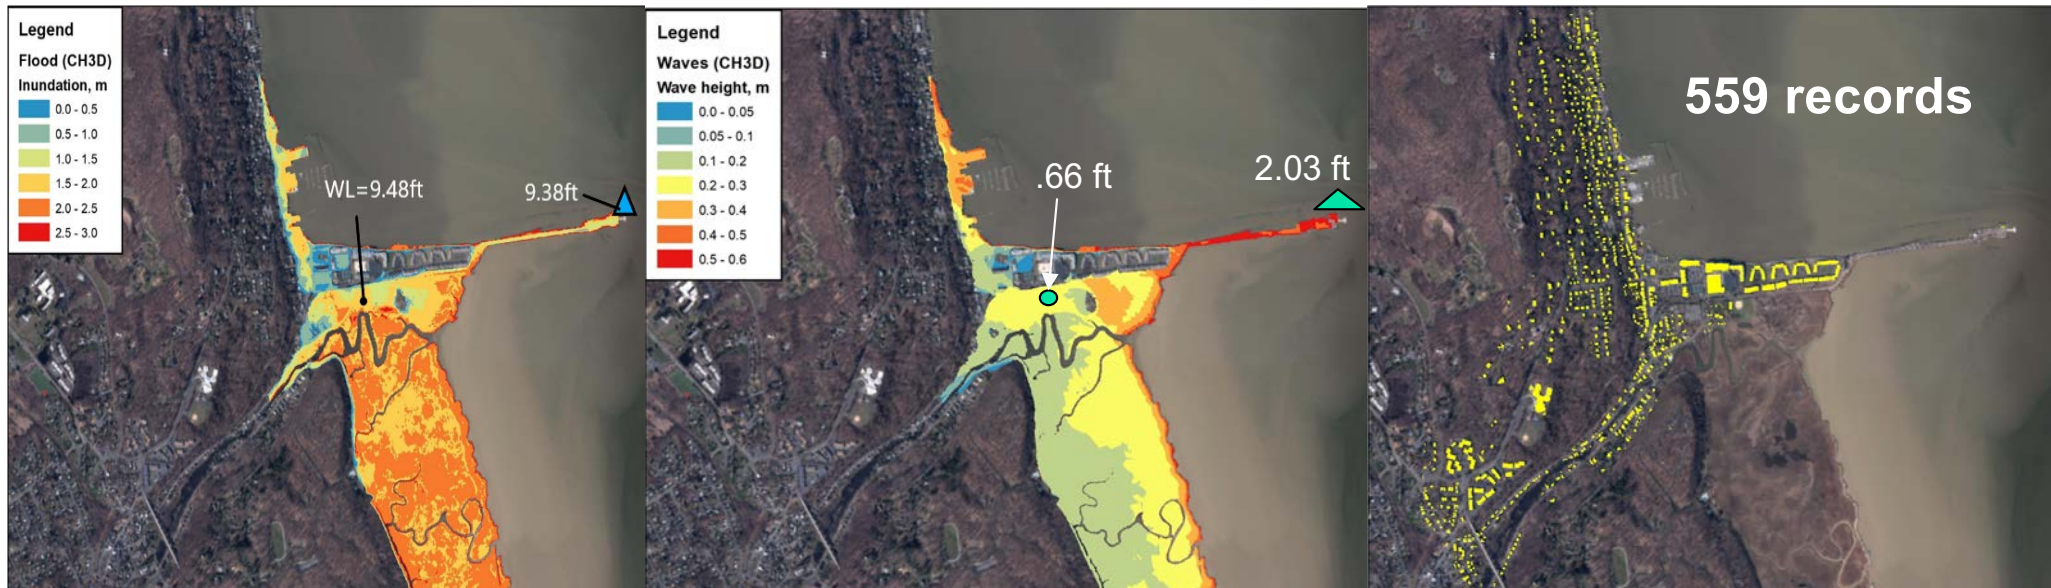 Legend
Flood (CH3D)
Inundation, m
0.0 - 0.5
0.5 - 1.0
1.0 - 1.5
1.5 - 2.0
2.0 - 2.5
2.5 - 3.0
WL=9.48ft
9.38ft
Legend
Waves (CH3D)
Wave height, m
0.0 - 0.05
0.05 - 0.1
0.1 - 0.2
0.2 - 0.3
0.3 - 0.4
0.4 - 0.5
0.5 - 0.6
.66 ft
2.03 ft
559 records